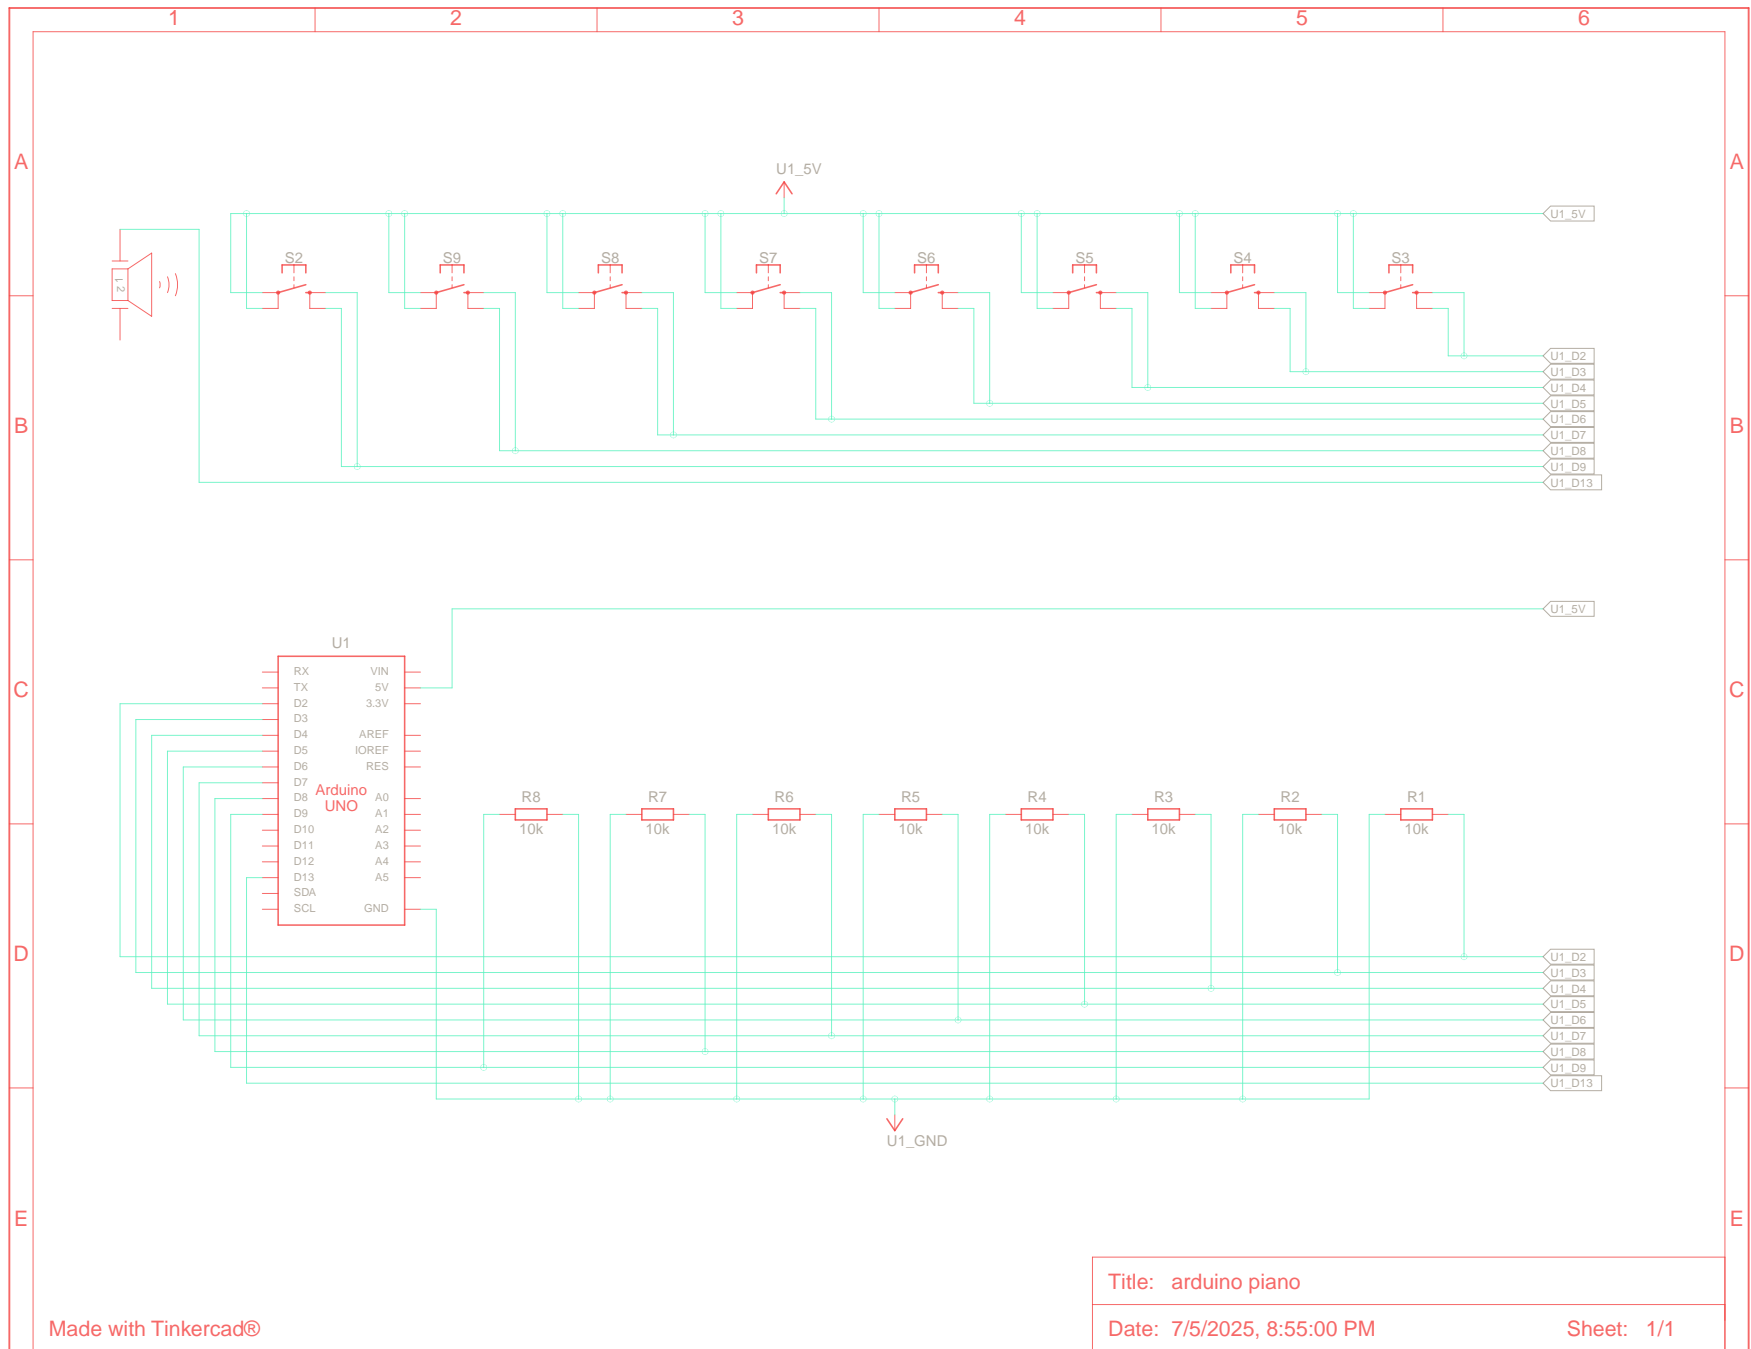 1 2 3 4 5 6
A A
U1_5V
U1_5V
S2 S9 S8 S7 S6 S5 S4 S3
1 2
U1_D2
U1_D3
U1_D4
U1_D5
B B
U1_D6
U1_D7
U1_D8
U1_D9
U1_D13
U1_5V
U1
RX VIN
TX 5V
C C
D2 3.3V
D3
D4 AREF
D5 IOREF
D6 RES
D7
Arduino
UNO
D8 A0
D9 A1
D10 A2
D11 A3
D12 A4
D13 A5
SDA
SCL GND
R8 R7 R6 R5 R4 R3 R2 R1
10k 10k 10k 10k 10k 10k 10k 10k
D D
U1_D2
U1_D3
U1_D4
U1_D5
U1_D6
U1_D7
U1_D8
U1_D9
U1_D13
U1_GND
E E
Title: arduino piano
Made with Tinkercad®
Date: 7/5/2025, 8:55:00 PM Sheet: 1/1